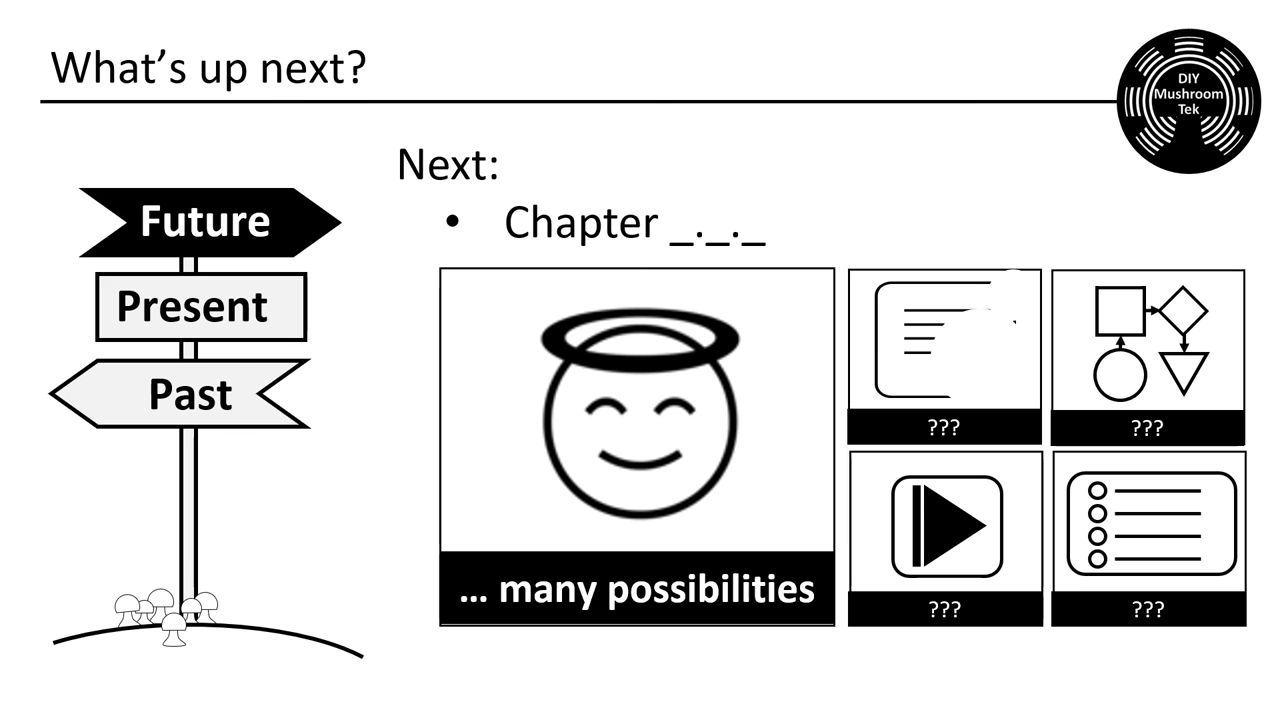 What’s up next?
DIY
Mushroom
Tek
Next:
• Chapter _._._
Future
Present
Past
... many possibilities
???
???
???
???